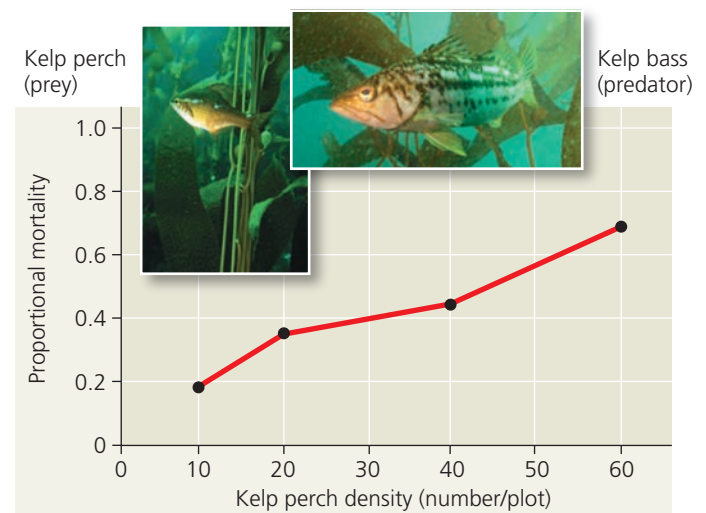 Kelp perch
(prey)
Kelp bass
(predator)
Proportional mortality
1.0
0.8
0.6
0.4
0.2
0
0
10
20
30
40
50
60
Kelp perch density (number/plot)